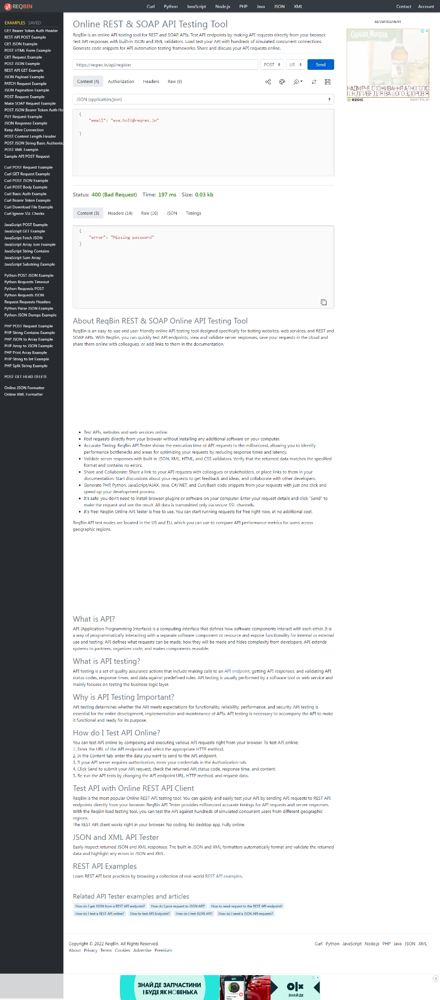 REQBIN
Curl Python JavaScript Node.js PHP Java JSON XML
Contact Account
EXAMPLES SAVED
GET Bearer Token Auth Header
REST API POST Example
GET JSON Example
POST HTML Form Example
GET Request Example
POST JSON Example
REST API GET Example
JSON Payload Example
PATCH Request Example
JSON Pagination Example
POST Request Example
Make SOAP Request Example
POST JSON Bearer Token Auth He
PUT Request Example
JSON Response Example
Keep Alive Connection
POST Content Length Header
POST JSON String Basic Authentic
POST XML Example
Sample API POST Request
Curl POST Request Example
Curl GET Request Example
Curl POST JSON Example
Curl POST Body Example
Curl Basic Auth Example
Curl Bearer Token Example
Curl Download File Example
Curl Ignore SSL Checks
JavaScript POST Example
JavaScript GET Example
JavaScript Fetch JSON
JavaScript Array Join Example
JavaScript String Contains
JavaScript Sum Array
JavaScript Substring Example
Python POST JSON Example
Python Requests Timeout
Python Requests POST
Python Requests JSON
Request Requests Headers
Python Parse JSON Example
Python JSON Dumps Example
PHP POST Request Example
PHP String Contains Example
PHP JSON to Array Example
PHP Array to JSON Example
PHP Print Array Example
PHP String to Int Example
PHP Split String Example
POST GET HEAD DELETE
Online JSON Formatter
Online XML Formatter
Online REST & SOAP API Testing Tool
ReqBin is an online API testing tool for REST and SOAP APIs. Test API endpoints by making API requests directly from your browser.
Test API responses with built-in JSON and XML validators. Load test your API with hundreds of simulated concurrent connections.
Generate code snippets for API automation testing frameworks. Share and discuss your API requests online.
https://reqres.in/api/register
POST
US
Send
Content (4) Authorization Headers Raw (9)
JSON (application/json)
{
"email": "eve.holt@reqres.in"
}
Status: 400 (Bad Request) Time: 197 ms Size: 0.03 kb
Content (3) Headers (14) Raw (16) JSON Timings
{
"error": "Missing password"
}
About ReqBin REST & SOAP Online API Testing Tool
ReqBin is an easy-to-use and user-friendly online API testing tool designed specifically for testing websites, web services, and REST and
SOAP APIs. With ReqBin, you can quickly test API endpoints, view and validate server responses, save your requests in the cloud and
share them online with colleagues, or add links to them in the documentation.
• Test APIs, websites and web services online.
• Post requests directly from your browser without installing any additional software on your computer.
• Accurate Timing: ReqBin API Tester shows the execution time of API requests to the millisecond, allowing you to identify
performance bottlenecks and areas for optimizing your requests by reducing response times and latency.
• Validate server responses with built-in JSON, XML, HTML, and CSS validators. Verify that the returned data matches the specified
format and contains no errors.
• Share and Collaborate: Share a link to your API requests with colleagues or stakeholders, or place links to them in your
documentation. Start discussions about your requests to get feedback and ideas, and collaborate with other developers.
• Generate PHP, Python, JavaScript/AJAX, Java, C#/.NET, and Curl/Bash code snippets from your requests with just one click and
speed up your development process.
• It's safe: you don't need to install browser plugins or software on your computer. Enter your request details and click "Send" to
make the request and see the result. All data is transmitted only via secure SSL channels.
• It's free: ReqBin Online API Tester is free to use. You can start running requests for free right now, at no additional cost.
ReqBin API test nodes are located in the US and EU, which you can use to compare API performance metrics for users across
geographic regions.
What is API?
API (Application Programming Interface) is a computing interface that defines how software components interact with each other. It is
a way of programmatically interacting with a separate software component or resource and expose functionality for internal or external
use and testing. API defines what requests can be made, how they will be made and hides complexity from developers. API extends
systems to partners, organizes code, and makes components reusable.
What is API testing?
API testing is a set of quality assurance actions that include making calls to an API endpoint, getting API responses, and validating API
status codes, response times, and data against predefined rules. API testing is usually performed by a software tool or web service and
mainly focuses on testing the business logic layer.
Why is API Testing Important?
API testing determines whether the API meets expectations for functionality, reliability, performance, and security. API testing is
essential for the entire development, implementation and maintenance of APIs. API testing is necessary to accompany the API to make
it functional and ready for its purpose.
How do I Test API Online?
You can test API online by composing and executing various API requests right from your browser. To test API online:
1. Enter the URL of the API endpoint and select the appropriate HTTP method.
2. In the Content tab, enter the data you want to send to the API endpoint.
3. If your API server requires authorization, enter your credentials in the Authorization tab.
4. Click Send to submit your API request, check the returned API status code, response time, and content.
5. Re-run the API tests by changing the API endpoint URL, HTTP method, and request data.
Test API with Online REST API Client
ReqBin is the most popular Online REST API testing tool. You can quickly and easily test your API by sending API requests to REST API
endpoints directly from your browser. ReqBin API Tester provides millisecond accurate timings for API requests and server responses.
With the ReqBin load testing tool, you can test the API against hundreds of simulated concurrent users from different geographic
regions.
The REST API client works right in your browser. No coding. No desktop app. Fully online.
JSON and XML API Tester
Easily inspect returned JSON and XML responses. The built-in JSON and XML formatters automatically format and validate the returned
data and highlight any errors in JSON and XML.
REST API Examples
Learn REST API best practices by browsing a collection of real-world REST API examples.
Related API Tester examples and articles
How do I get JSON from a REST API endpoint? How do I post request to JSON API? How to send request to the REST API endpoint?
How do I test a REST API online? How to test API Endpoint? How do I test JSON API? How do I send a JSON API requests?
ADVERTISEMENT
Captain Morgan
НАДМІРНЕ СПОЖИВАННЯ АЛКОГОЛЮ
ШКІДЛИВЕ ДЛЯ ВАШОГО ЗДОРОВ'Я
ezoic report this ad
Copyright © 2022 ReqBin. All Rights Reserved.
About Privacy Terms Cookies Advertise Premium
Curl Python JavaScript Node.js PHP Java JSON XML
ЗНАЙ ДЕ ЗАПЧАСТИНИ
І БУДЕ ЯК НОВЕНЬКА
olx
olx
ЗНАЙ ДЕ
X